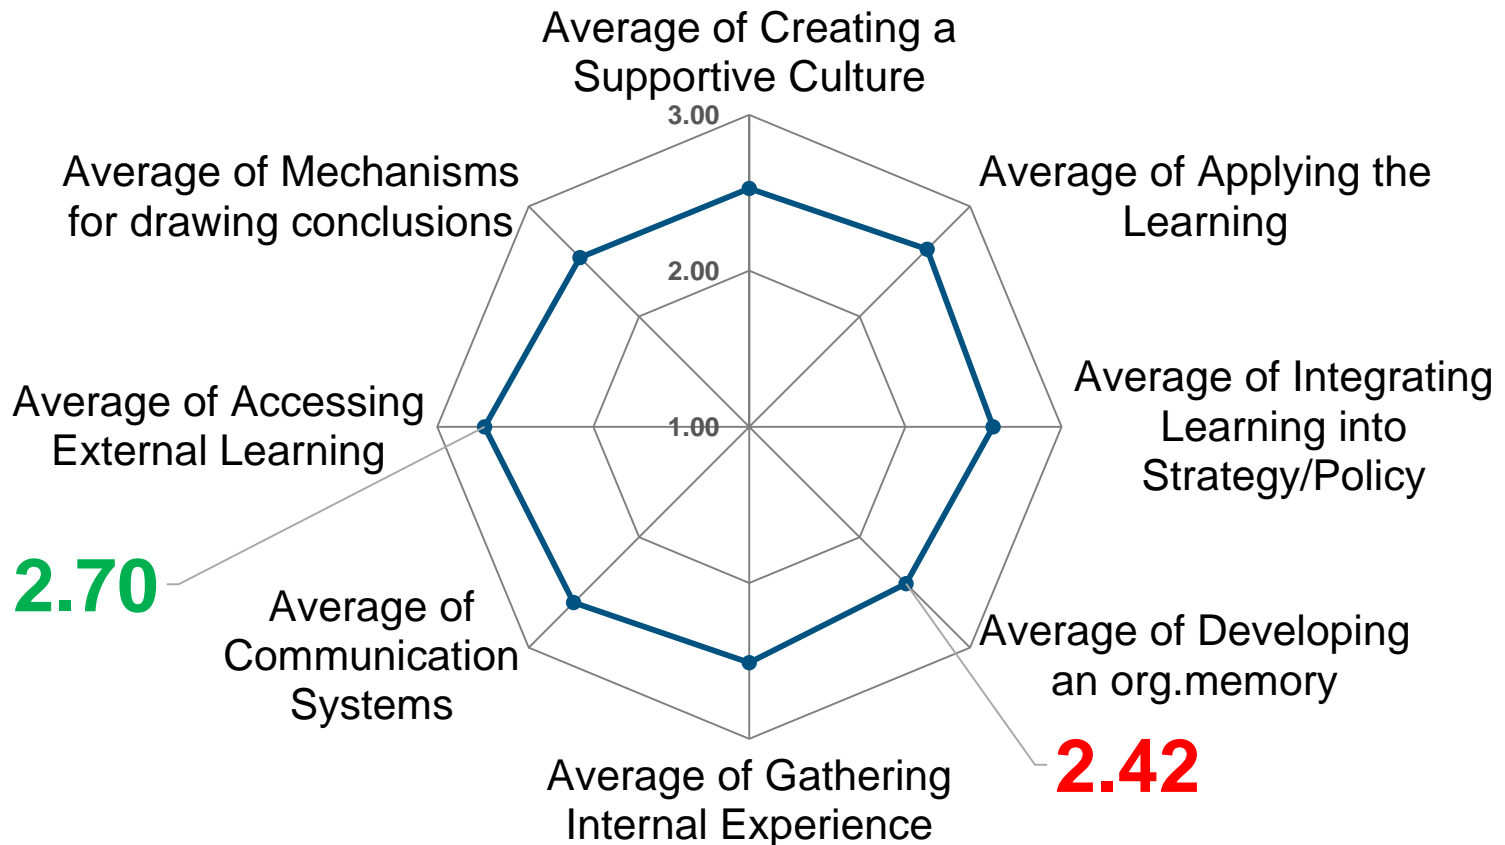 Average of Creating a
Supportive Culture
3.00
Average of Mechanisms
for drawing conclusions
Average of Applying the
Learning
2.00
Average of Accessing
External Learning
1.00
Average of Integrating
Learning into
Strategy/Policy
2.70
Average of
Communication
Systems
Average of Developing
an org.memory
2.42
Average of Gathering
Internal Experience